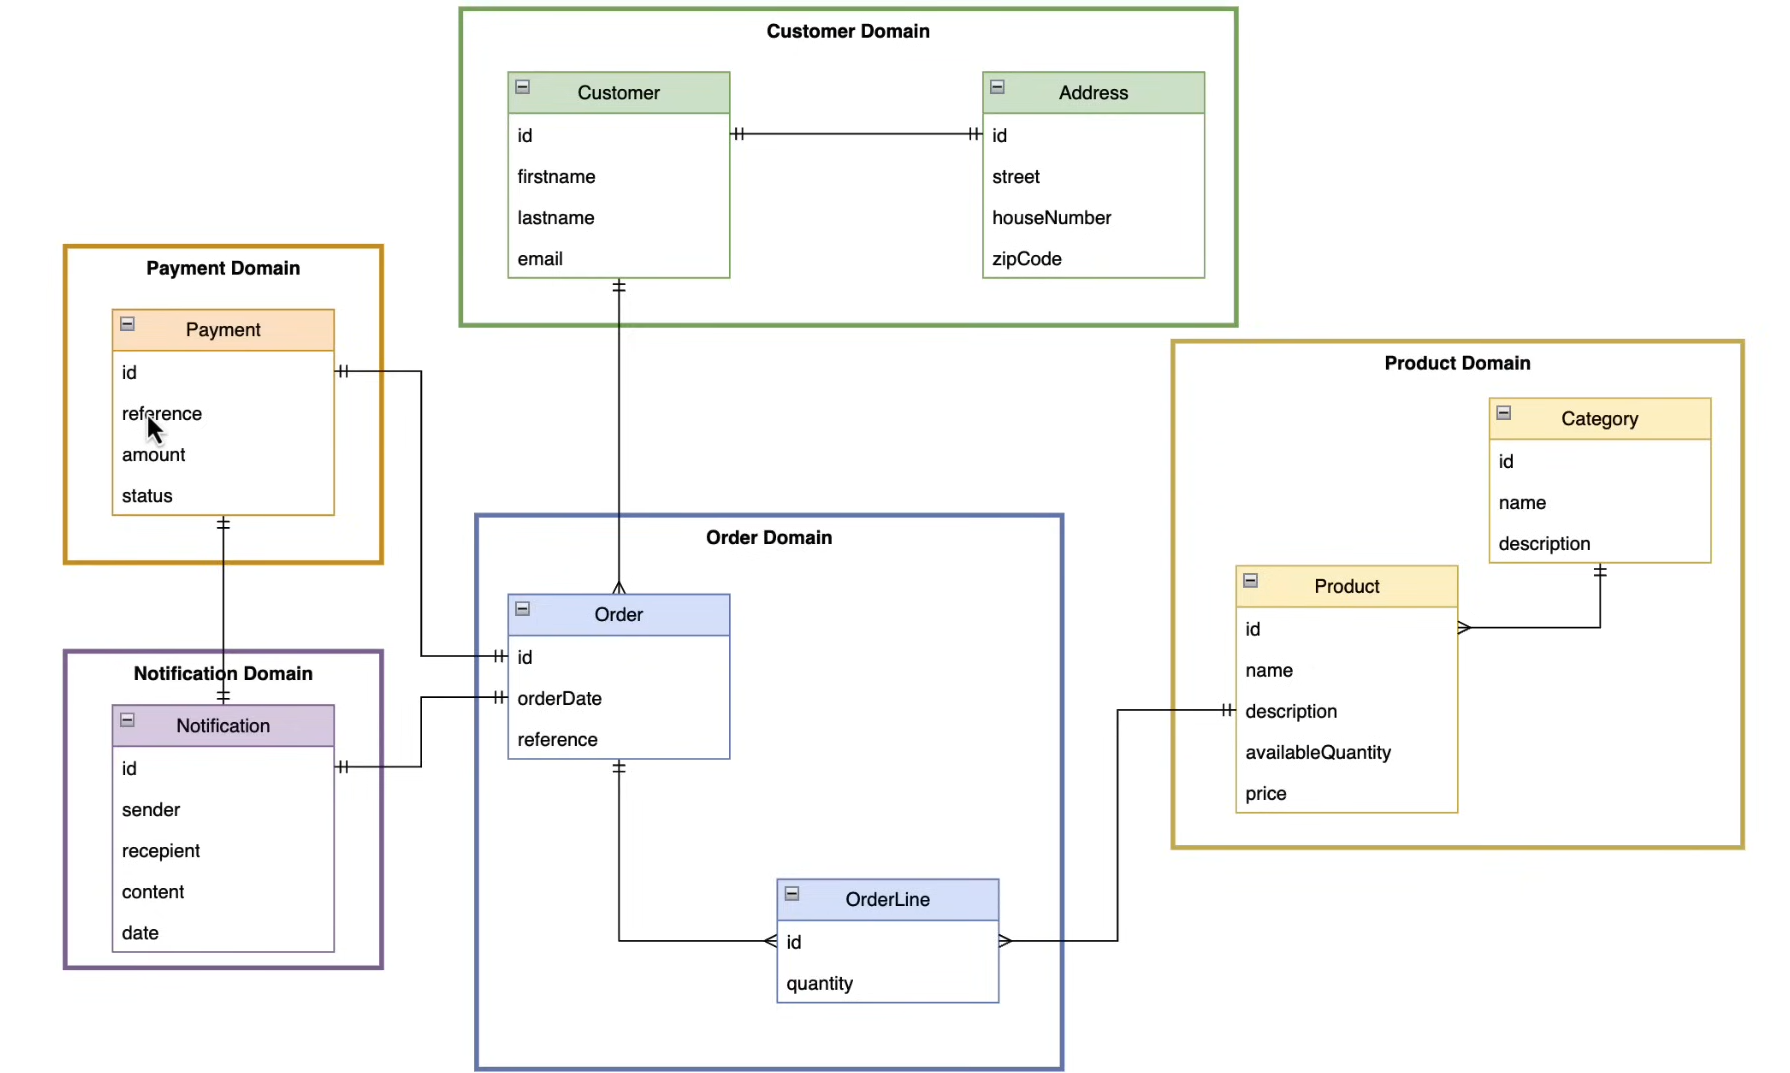 Customer Domain
Customer
id
firstname
lastname
email
Address
id
street
houseNumber
zipCode
Payment Domain
Payment
id
reference
amount
status
Product Domain
Category
id
name
description
Product
id
name
description
availableQuantity
price
Order Domain
Order
id
orderDate
reference
OrderLine
id
quantity
Notification Domain
Notification
id
sender
recepient
content
date